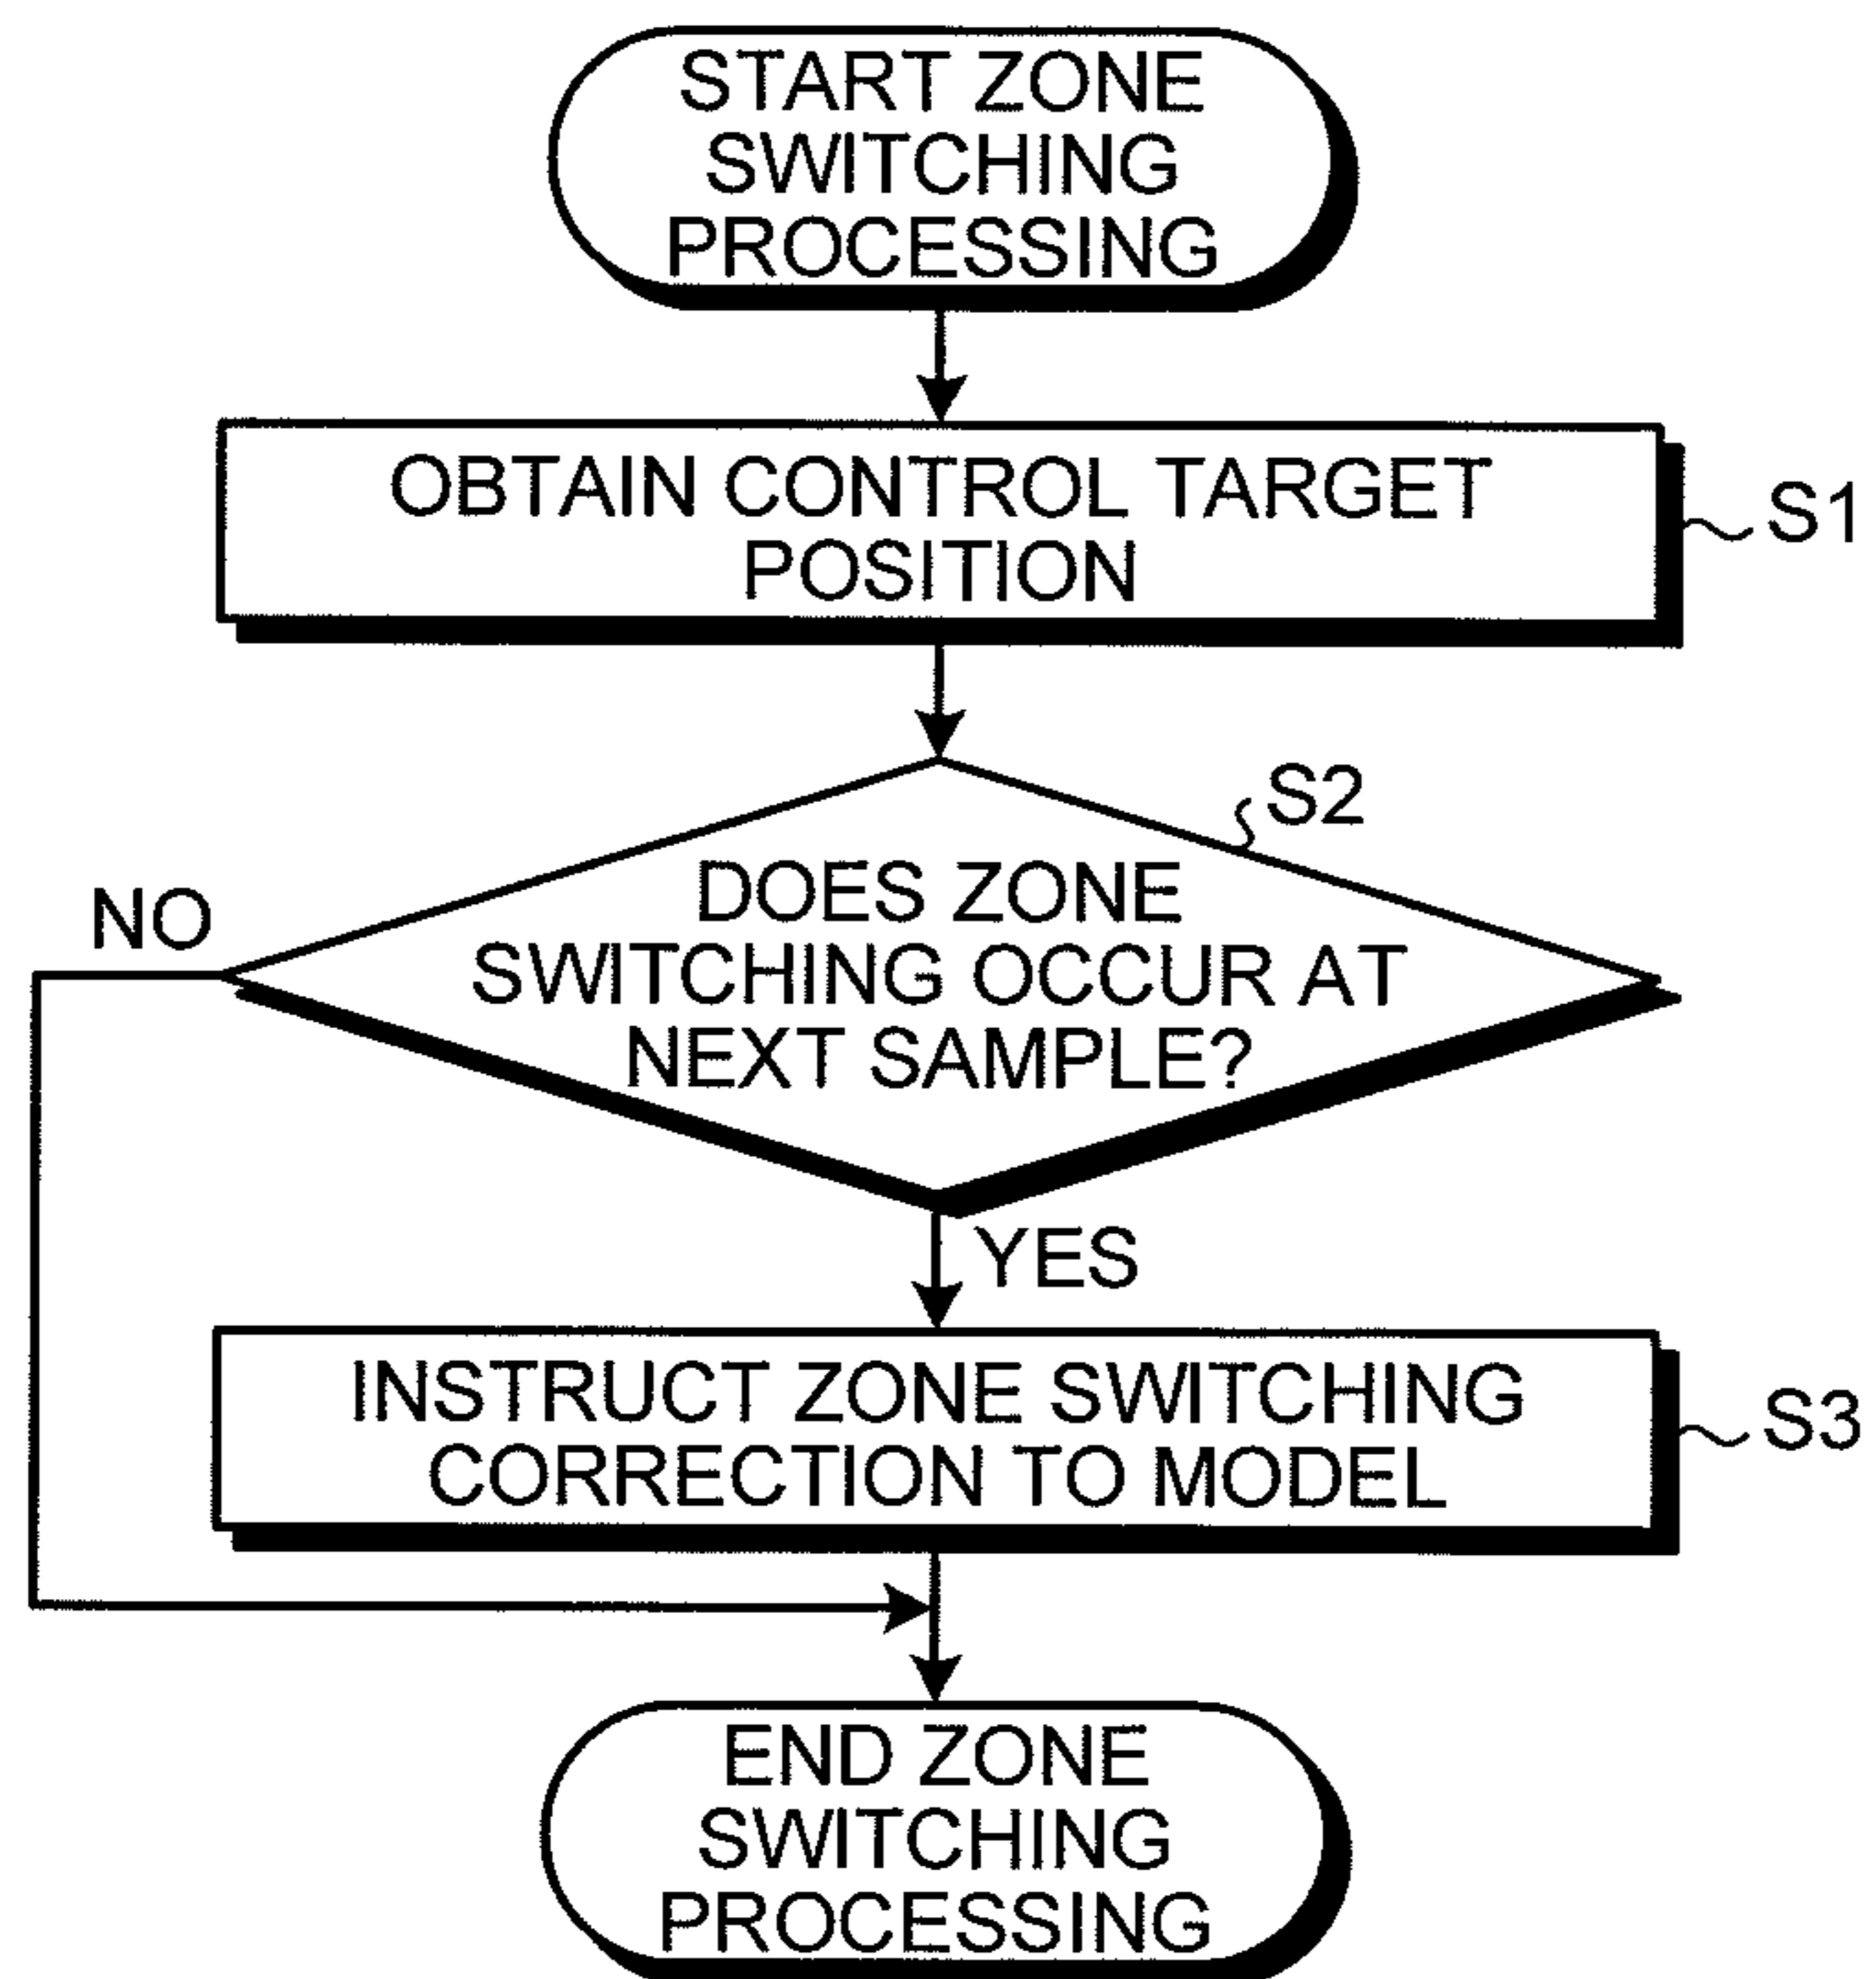 START ZONE
SWITCHING
PROCESSING
OBTAIN CONTROL TARGET
POSITION
S1
S2
DOES ZONE
SWITCHING OCCUR AT
NEXT SAMPLE?
NO
YES
INSTRUCT ZONE SWITCHING
CORRECTION TO MODEL
S3
END ZONE
SWITCHING
PROCESSING